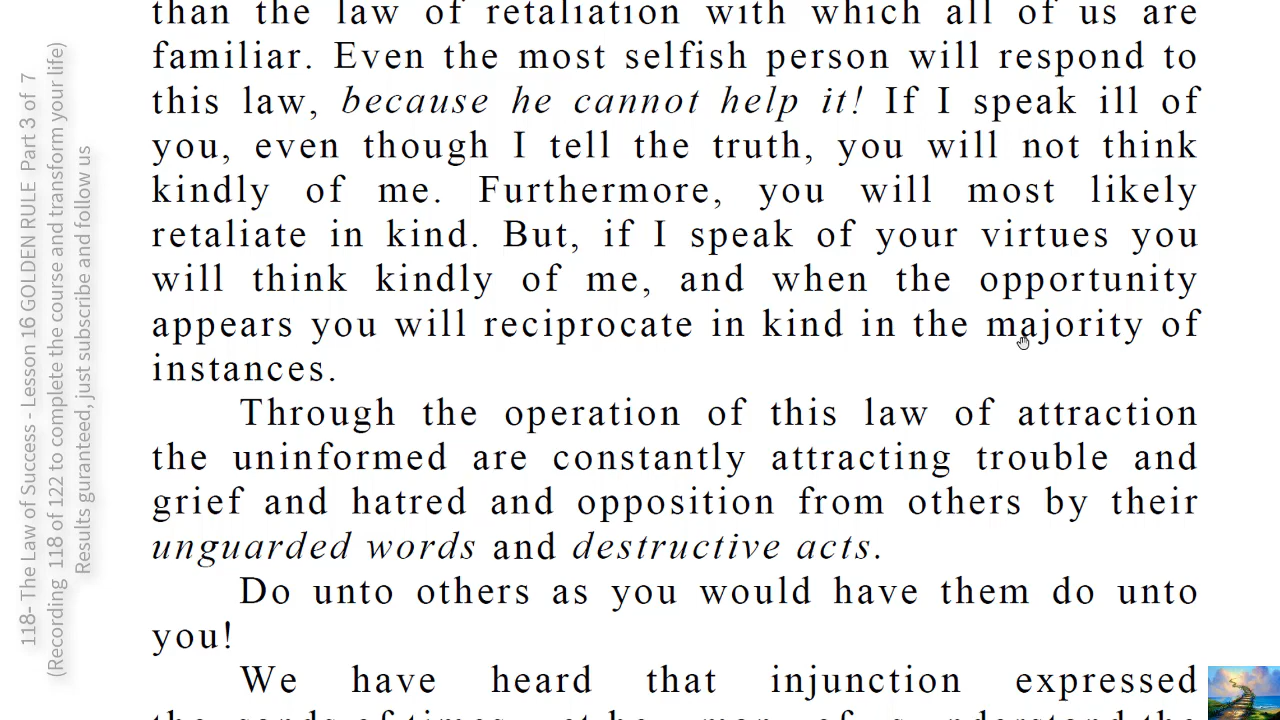 than the law of retaliation with which all of us are
familiar. Even the most selfish person will respond to
this law, because he cannot help it! If I speak ill of
you, even though I tell the truth, you will not think
kindly of me. Furthermore, you will most likely
retaliate in kind. But, if I speak of your virtues you
will think kindly of me, and when the opportunity
appears you will reciprocate in kind in the majority of
instances.
Through the operation of this law of attraction
the uninformed are constantly attracting trouble and
grief and hatred and opposition from others by their
unguarded words and destructive acts.
Do unto others as you would have them do unto
you!
We have heard that injunction expressed
118- The Law of Success - Lesson 16 GOLDEN RULE Part 3 of 7
(Recording 118 of 122 to complete the course and transform your life)
Results guranteed, just subscribe and follow us